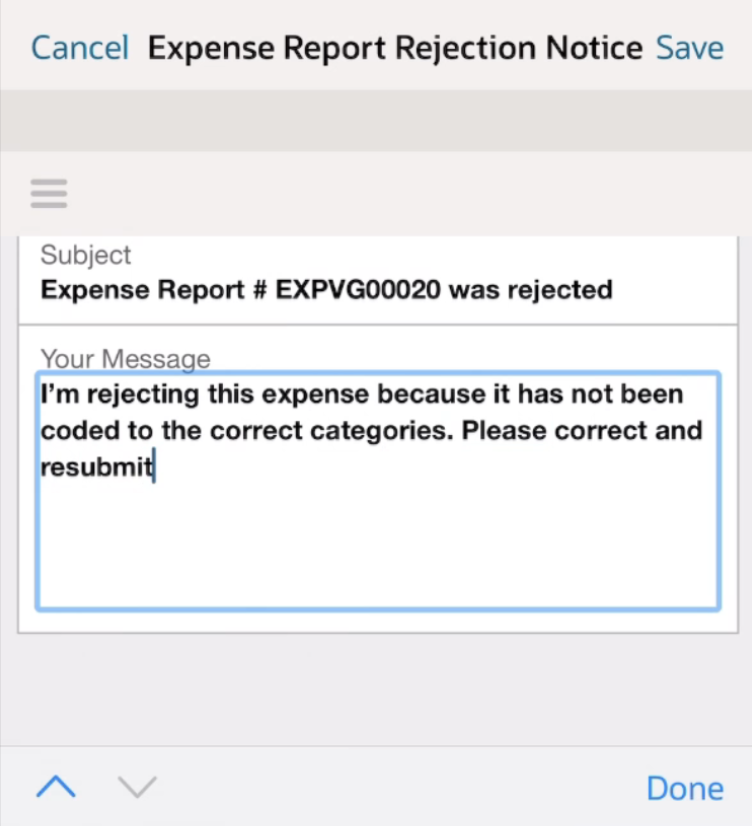 Cancel Expense Report Rejection Notice Save
Subject
Expense Report # EXPVG00020 was rejected
Your Message
I'm rejecting this expense because it has not been
coded to the correct categories. Please correct and
resubmit
Done